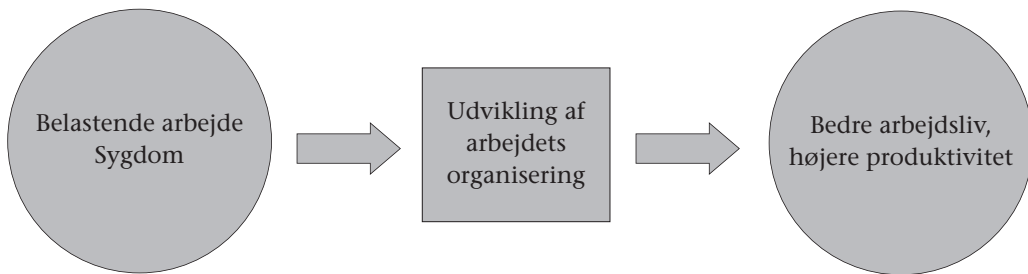 Belastende arbejde
Sygdom
Udvikling af
arbejdets
organisering
Bedre arbejdsliv,
højere produktivitet